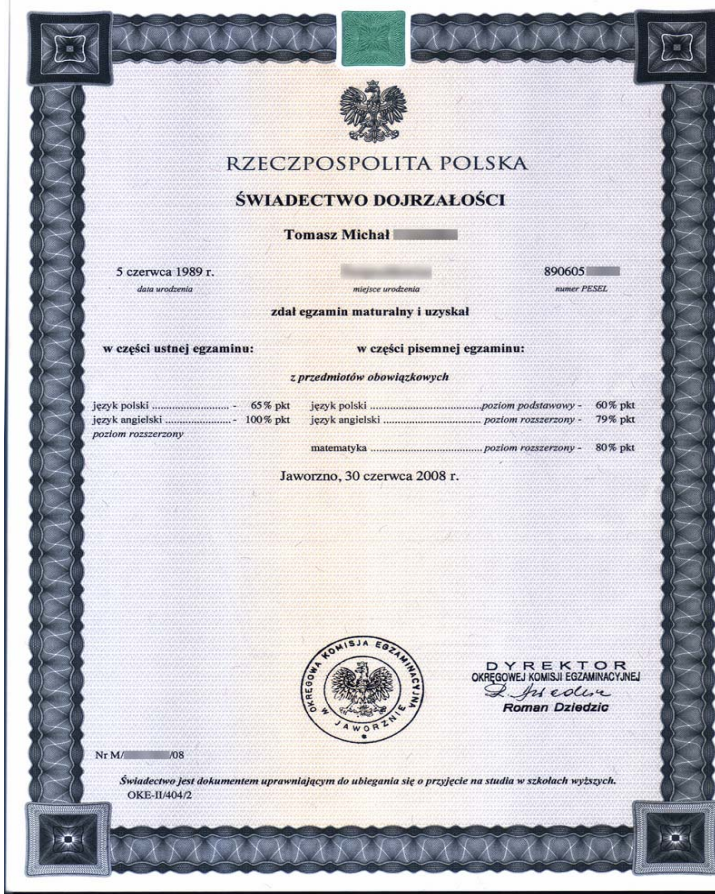 RZECZPOSPOLITA POLSKA
ŚWIADECTWO DOJRZAŁOŚCI
Tomasz Michał
5 czerwca 1989 r. 890605
data urodzenia miejsce urodzenia numer PESEL
zdał egzamin maturalny i uzyskał
w części ustnej egzaminu: w części pisemnej egzaminu:
z przedmiotów obowiązkowych
język polski ........................... - 65% pkt język polski ......................................poziom podstawowy - 60% pkt
język angielski ....................... - 100% pkt język angielski .................................. poziom rozszerzony - 79% pkt
poziom rozszerzony
matematyka ...................................... poziom rozszerzony - 80% pkt
Jaworzno, 30 czerwca 2008 r.
OKRĘGOWA KOMISJA EGZAMINACYJNA
W JAWORZNIE
DYREKTOR
OKRĘGOWEJ KOMISJI EGZAMINACYJNEJ
Roman Dziedzic
Nr M/ /08
Świadectwo jest dokumentem uprawniającym do ubiegania się o przyjęcie na studia w szkołach wyższych.
OKE-II/404/2